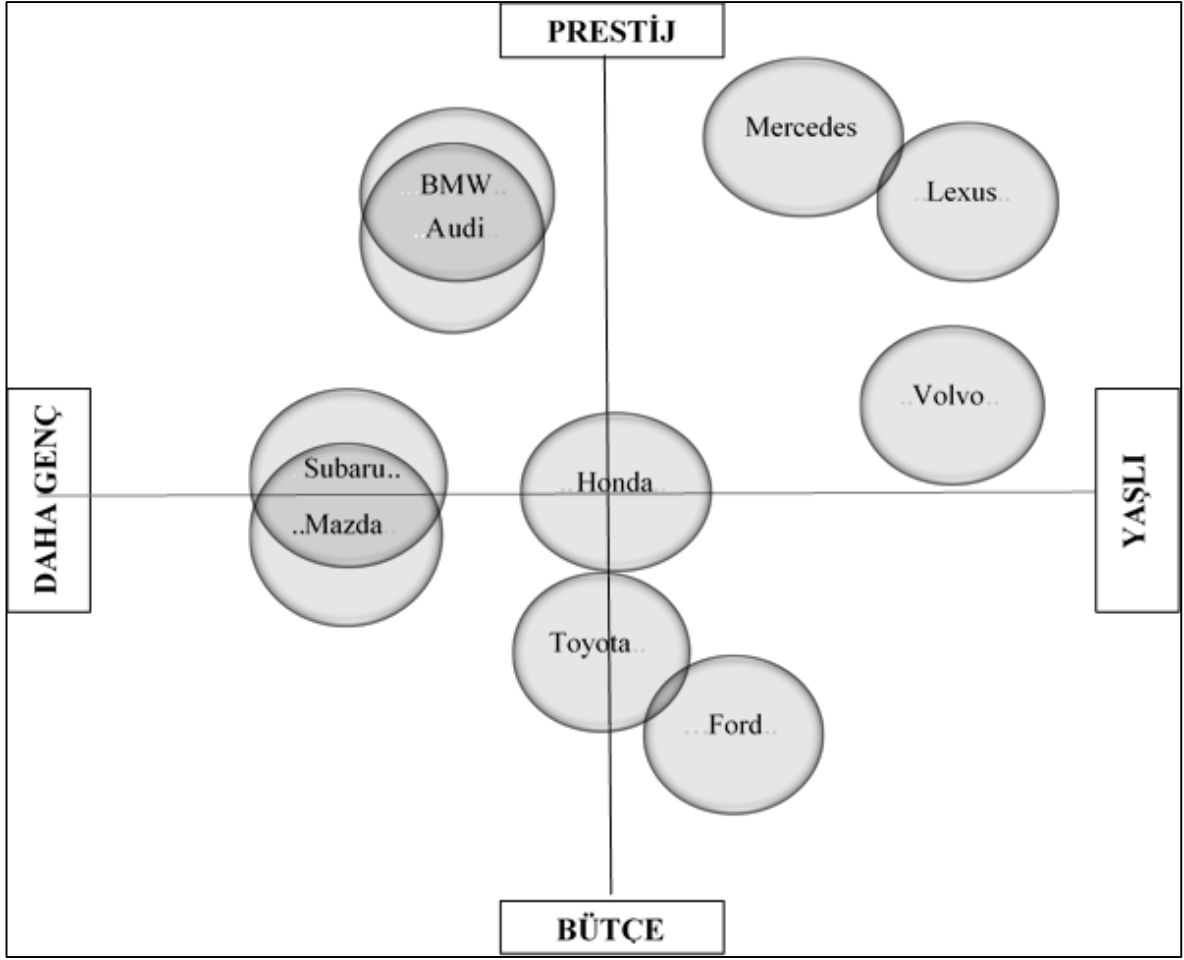 PRESTİJ
Mercedes
BMW..
..Audi
..Lexus..
..Volvo..
DAHA GENÇ
Subaru..
..Honda..
YAŞLI
..Mazda
Toyota..
...Ford..
BÜTÇE